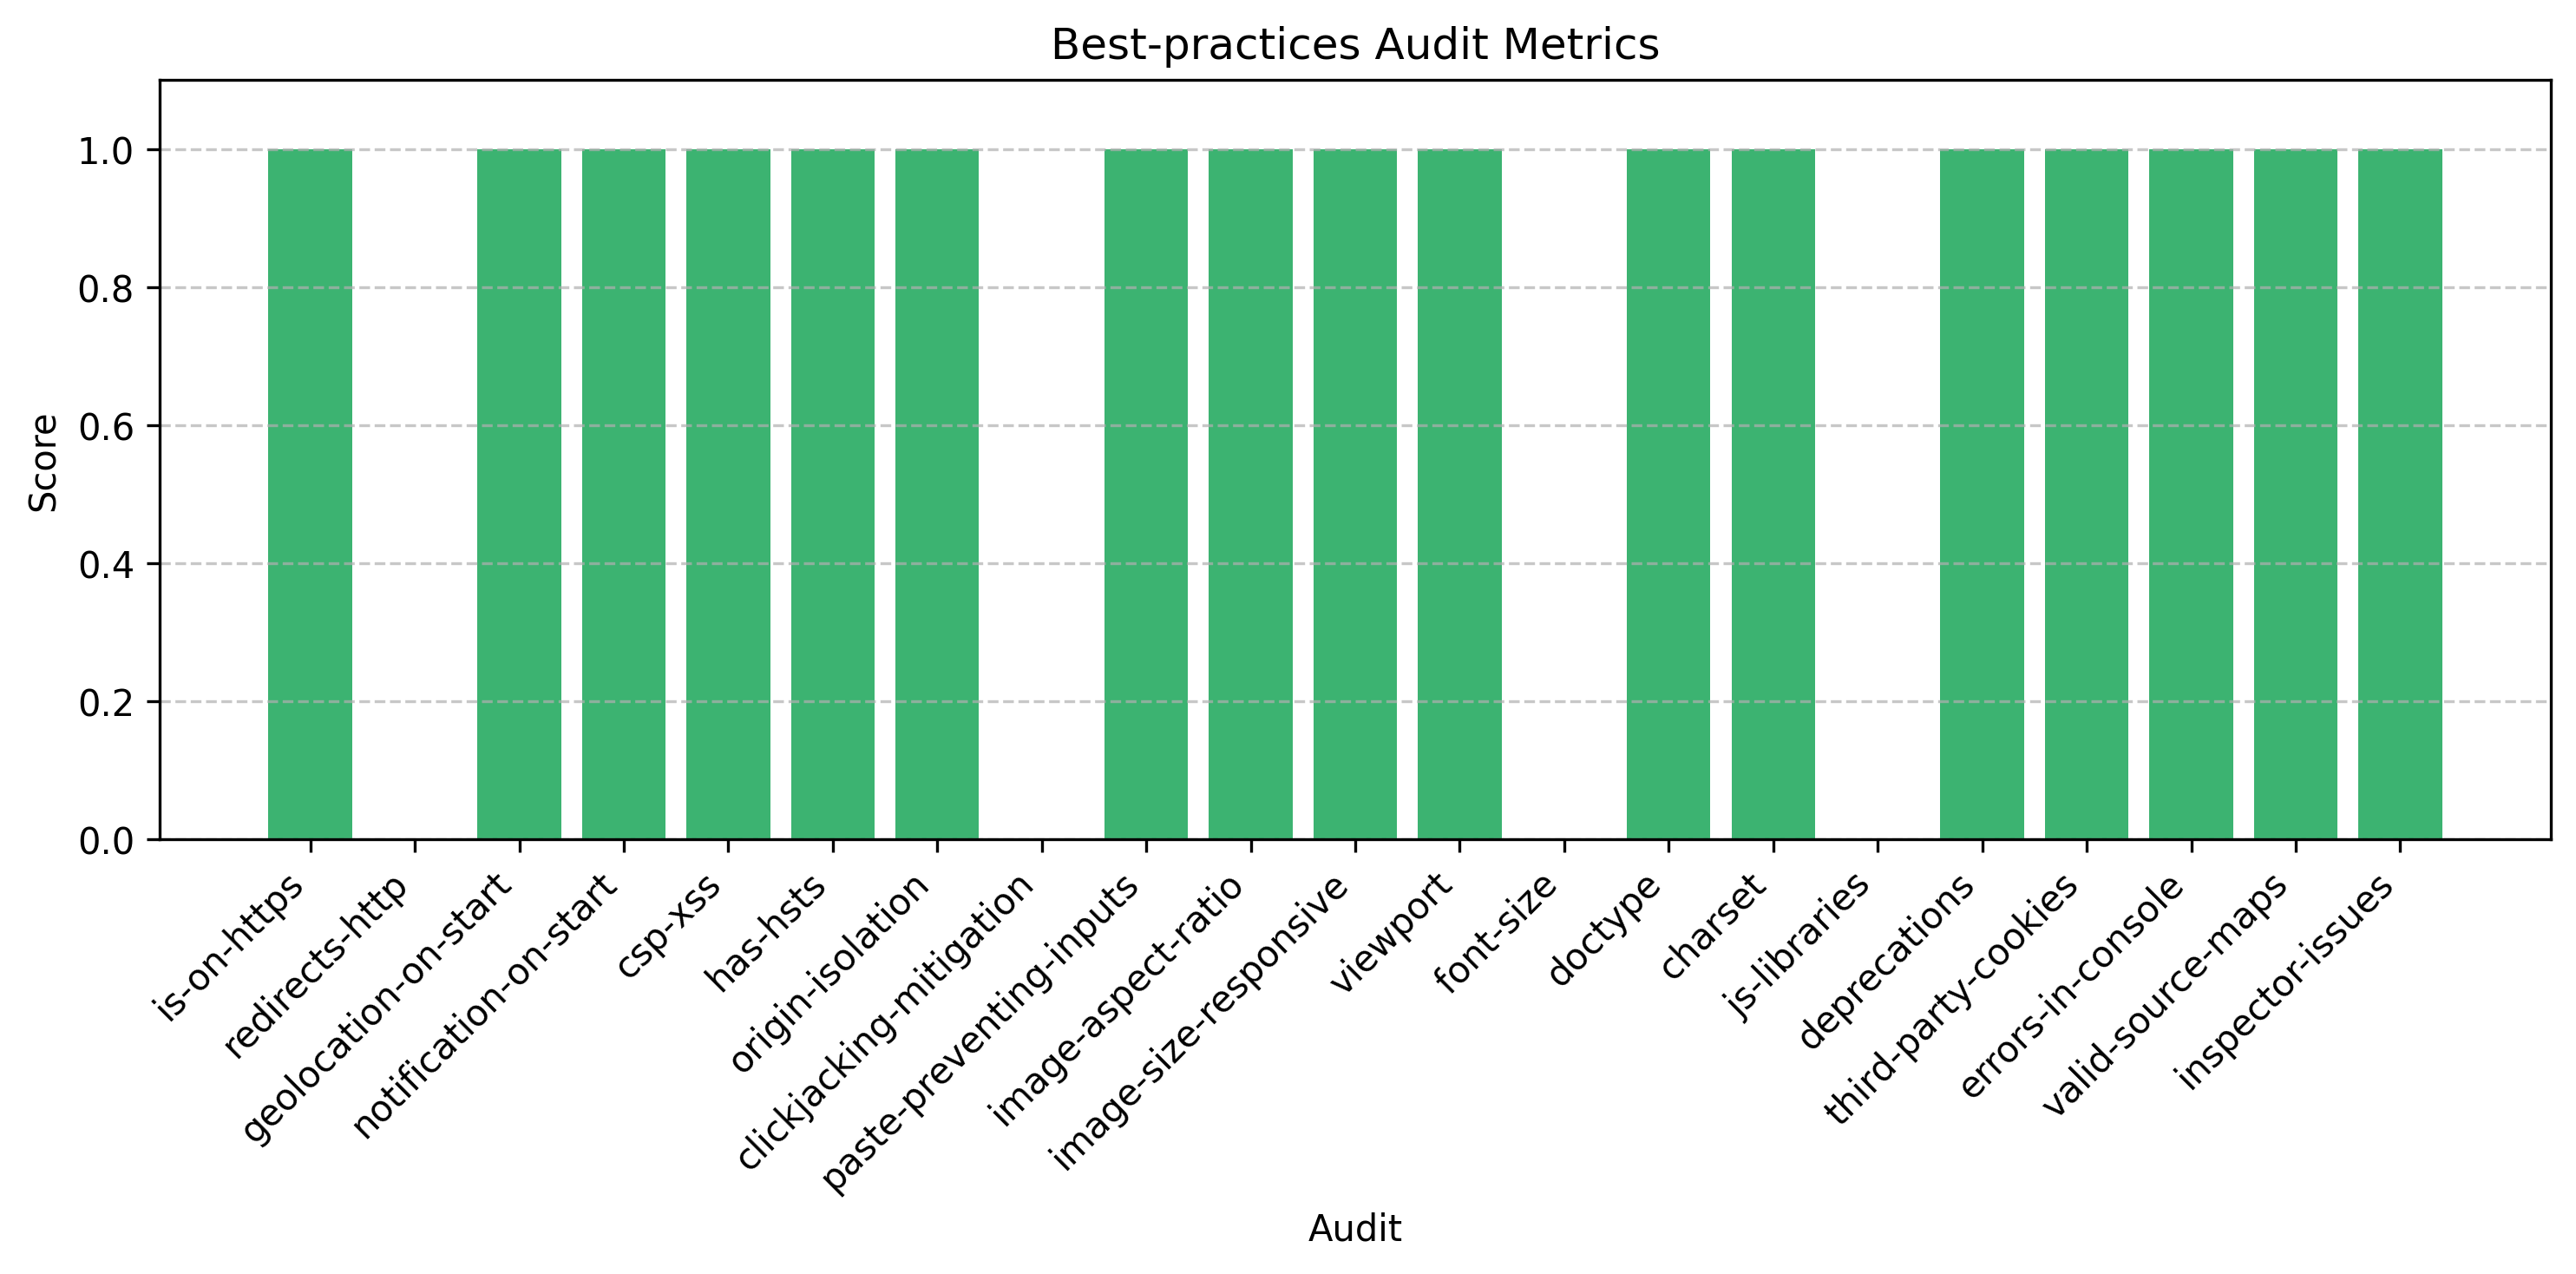 Best-practices Audit Metrics
Score
1.0
0.8
0.6
0.4
0.2
0.0
is-on-https
redirects-http
geolocation-on-start
notification-on-start
csp-xss
has-hsts
origin-isolation
clickjacking-mitigation
paste-preventing-inputs
image-aspect-ratio
image-size-responsive
viewport
font-size
doctype
charset
js-libraries
deprecations
third-party-cookies
errors-in-console
valid-source-maps
inspector-issues
Audit